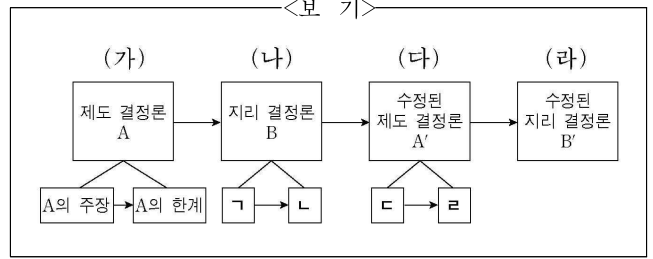 <보 기>
(가) (나) (다) (라)
제도 결정론
A
지리 결정론
B
수정된
제도 결정론
A′
수정된
지리 결정론
B′
A의 주장
A의 한계
ㄱ
ㄴ
ㄷ
ㄹ